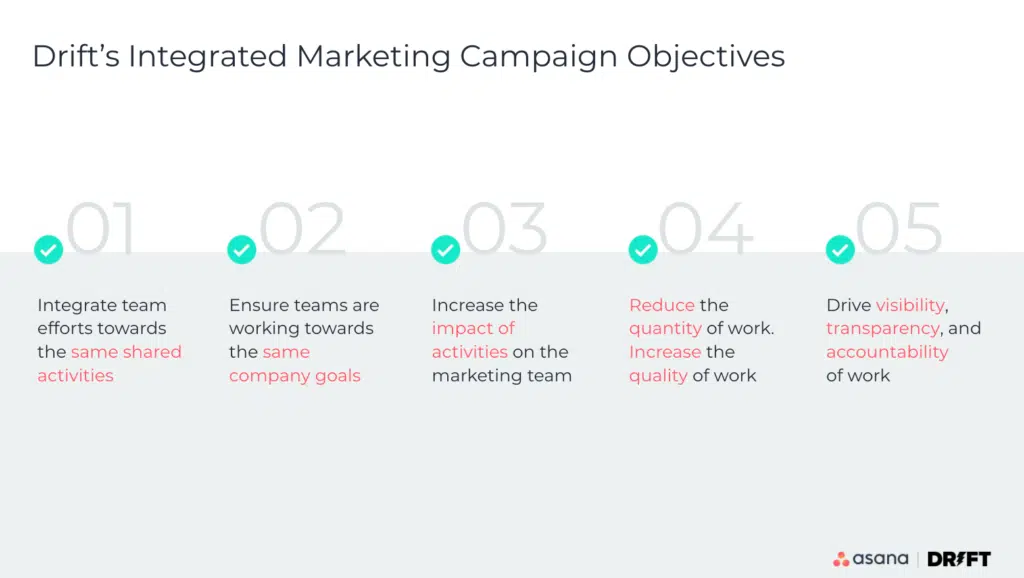 Drift’s Integrated Marketing Campaign Objectives
01
Integrate team
efforts towards
the same shared
activities
02
Ensure teams are
working towards
the same
company goals
03
Increase the
impact of
activities on the
marketing team
04
Reduce the
quantity of work.
Increase the
quality of work
05
Drive visibility,
transparency, and
accountability
of work
asana | DRIFT